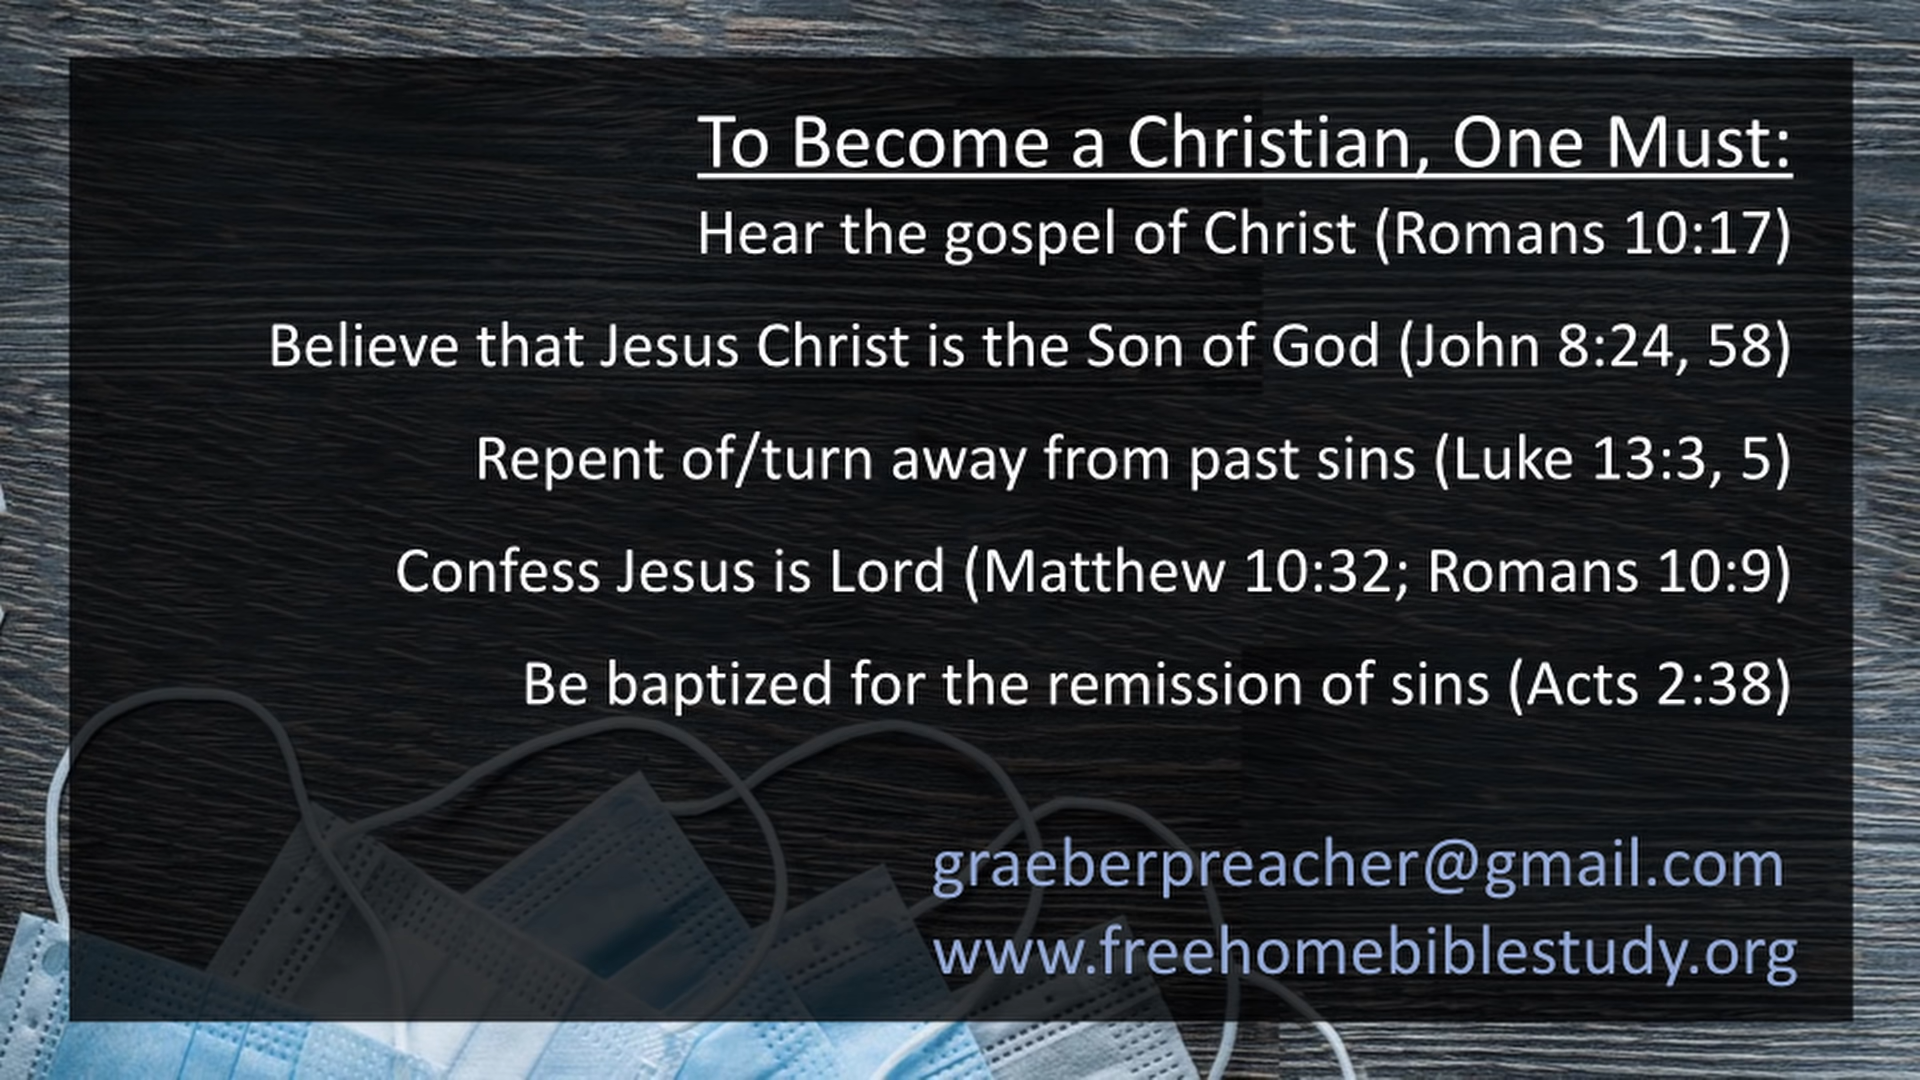 To Become a Christian, One Must:
Hear the gospel of Christ (Romans 10:17)
Believe that Jesus Christ is the Son of God (John 8:24, 58)
Repent of/turn away from past sins (Luke 13:3, 5)
Confess Jesus is Lord (Matthew 10:32; Romans 10:9)
Be baptized for the remission of sins (Acts 2:38)
graeberpreacher@gmail.com
www.freehomebiblestudy.org